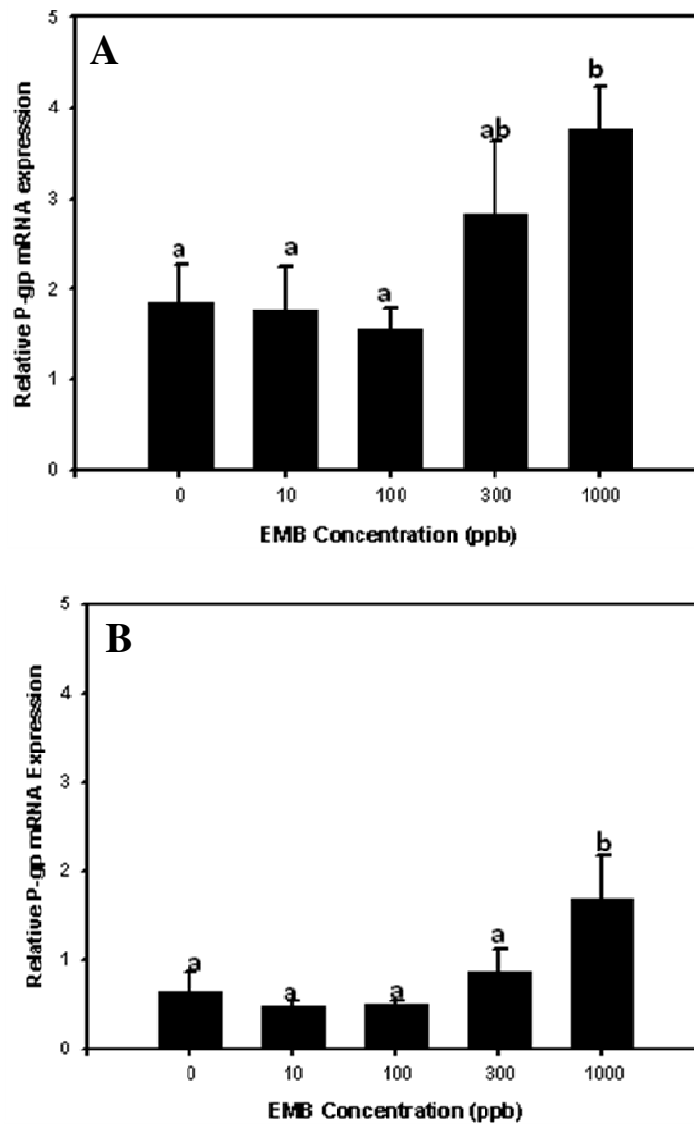 A
Relative P-gp mRNA expression
5
4
3
2
1
0
a
a
a
ab
b
0 10 100 300 1000
EMB Concentration (ppb)
B
Relative P-gp mRNA Expression
5
4
3
2
1
0
a
a
a
a
b
0 10 100 300 1000
EMB Concentration (ppb)